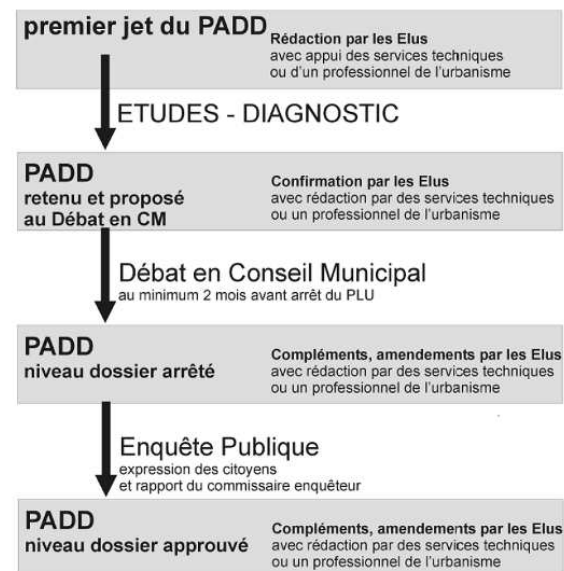 premier jet du PADD
Rédaction par les Elus
avec appui des services techniques
ou d'un professionnel de l'urbanisme
ETUDES - DIAGNOSTIC
PADD
retenu et proposé
au Débat en CM
Confirmation par les Elus
avec rédaction par des services techniques
ou un professionnel de l'urbanisme
Débat en Conseil Municipal
au minimum 2 mois avant arrêt du PLU
PADD
niveau dossier arrêté
Compléments, amendements par les Elus
avec rédaction par des services techniques
ou un professionnel de l'urbanisme
Enquête Publique
expression des citoyens
et rapport du commissaire enquêteur
PADD
niveau dossier approuvé
Compléments, amendements par les Elus
avec rédaction par des services techniques
ou un professionnel de l'urbanisme